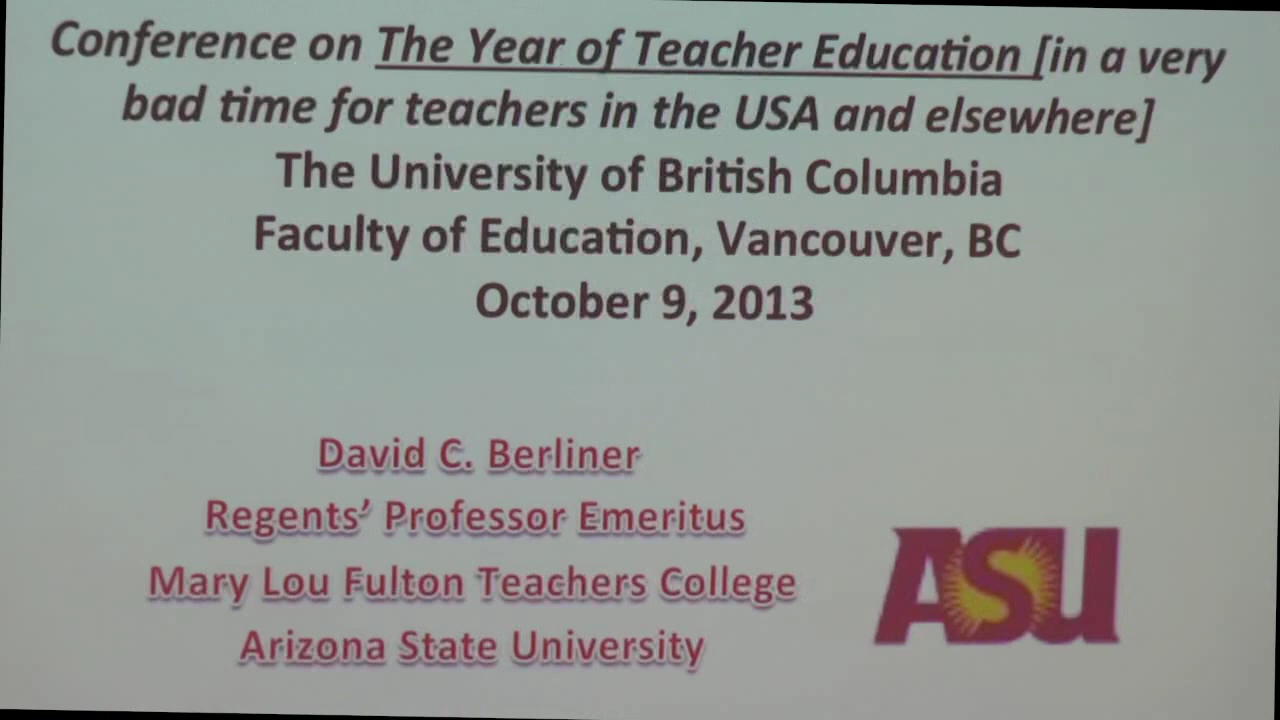 Conference on The Year of Teacher Education [in a very
bad time for teachers in the USA and elsewhere]
The University of British Columbia
Faculty of Education, Vancouver, BC
October 9, 2013
David C. Berliner
Regents’ Professor Emeritus
Mary Lou Fulton Teachers College
Arizona State University
ASU